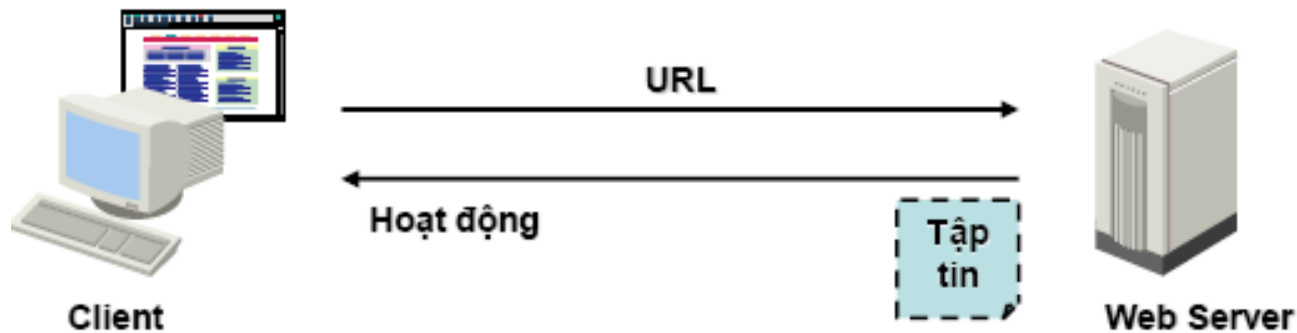 URL
Hoạt động
Tập
tin
Client
Web Server